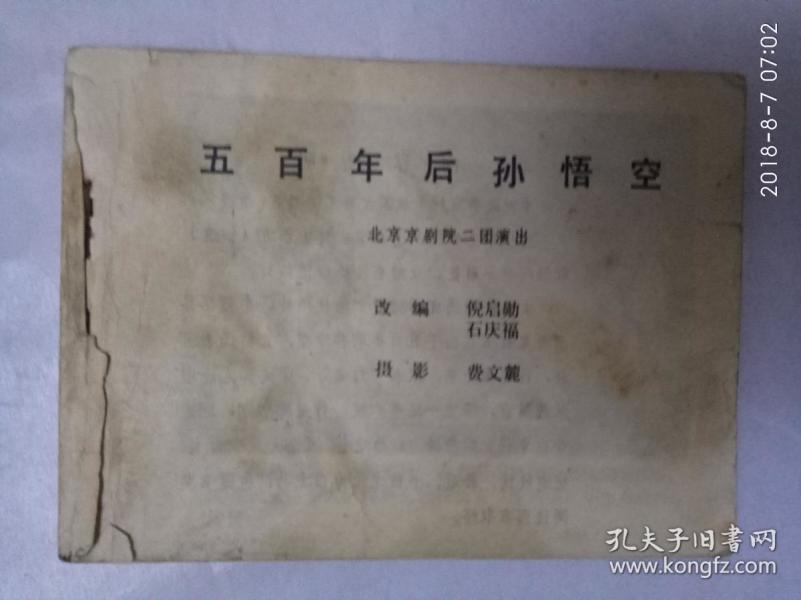 五百年后孙悟空
北京京剧院二团演出
改编 倪启勋
石庆福
摄影 费文麓
2018-8-7 07:02
孔夫子旧书网
www.kongfz.com